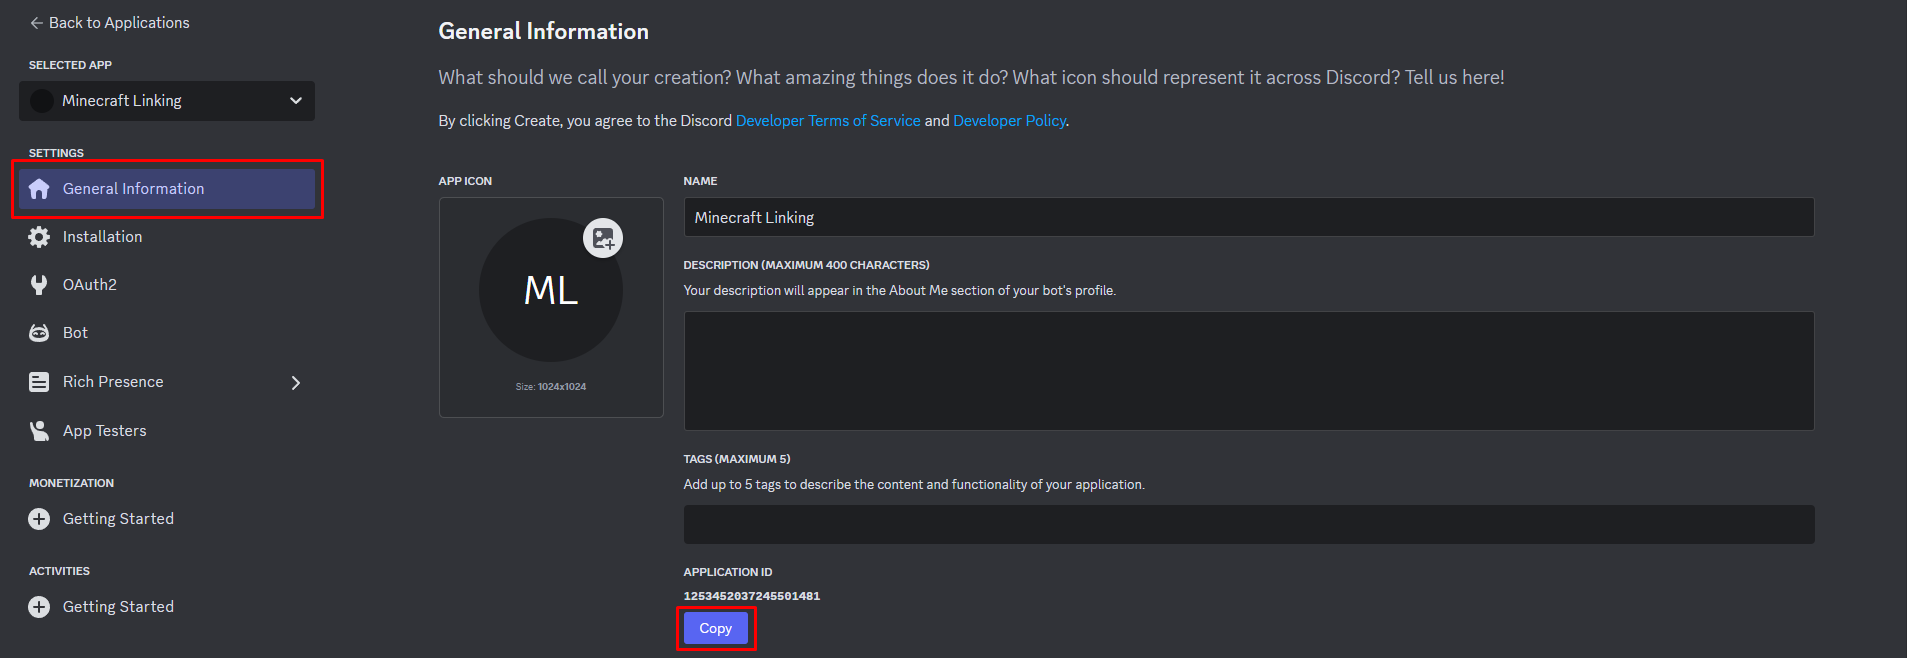 Back to Applications
SELECTED APP
Minecraft Linking
SETTINGS
General Information
Installation
OAuth2
Bot
Rich Presence
App Testers
MONETIZATION
Getting Started
ACTIVITIES
Getting Started
General Information
What should we call your creation? What amazing things does it do? What icon should represent it across Discord? Tell us here!
By clicking Create, you agree to the Discord Developer Terms of Service and Developer Policy.
APP ICON
ML
Size: 1024x1024
NAME
Minecraft Linking
DESCRIPTION (MAXIMUM 400 CHARACTERS)
Your description will appear in the About Me section of your bot's profile.
TAGS (MAXIMUM 5)
Add up to 5 tags to describe the content and functionality of your application.
APPLICATION ID
1253452037245501481
Copy